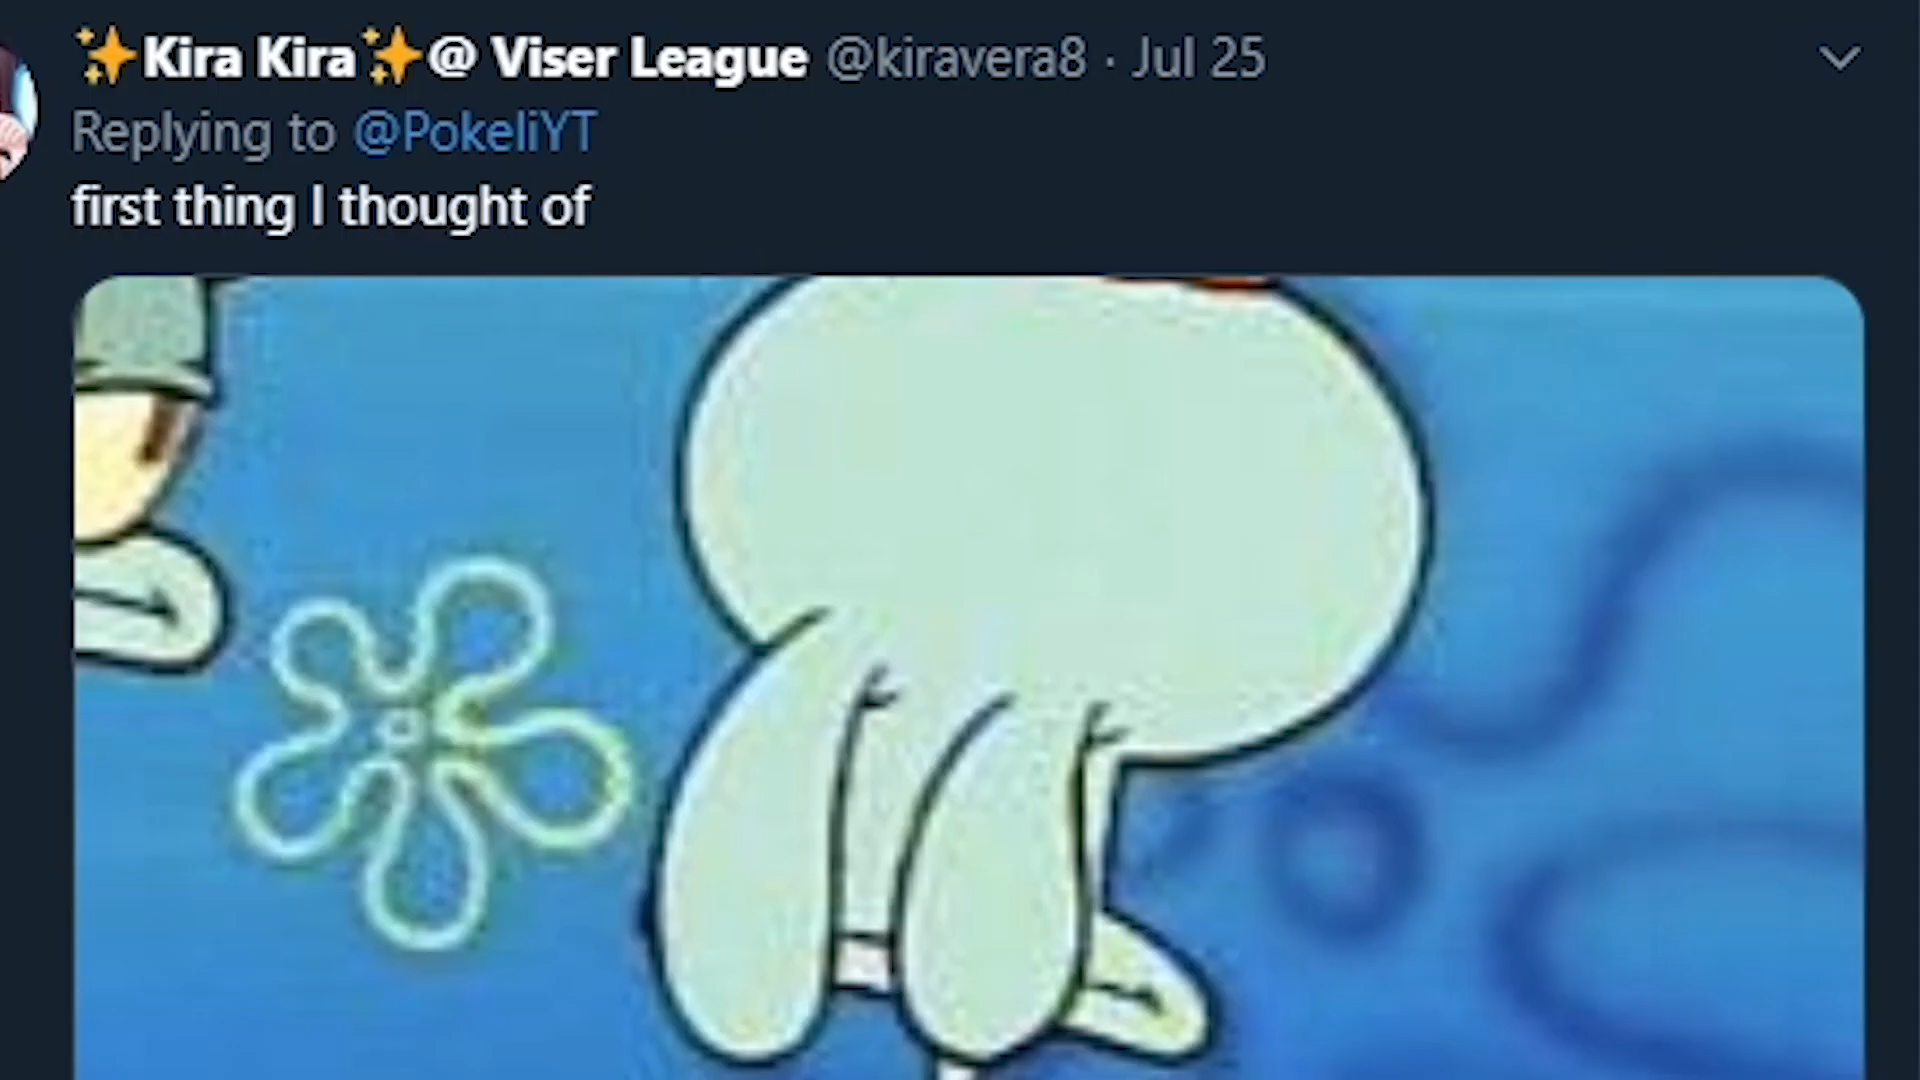 ✨Kira Kira✨@ Viser League @kiravera8 · Jul 25
Replying to @PokeliYT
first thing I thought of